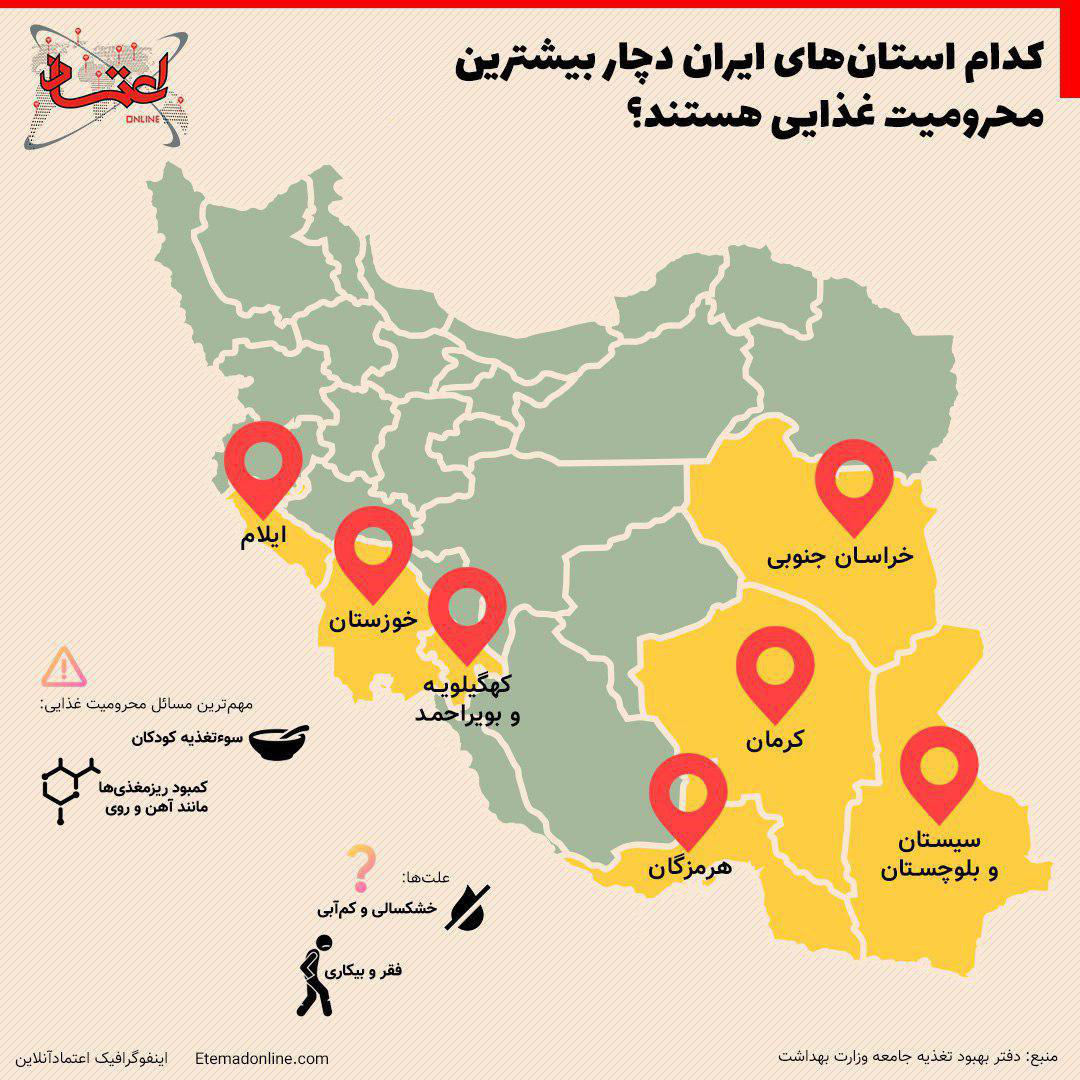 کدام استان‌های ایران دچار بیشترین
محرومیت غذایی هستند؟
اعتماد
ONLINE
ایلام
خوزستان
کهگیلویه
و بویراحمد
خراسان جنوبی
کرمان
هرمزگان
سیستان
و بلوچستان
مهم‌ترین مسائل محرومیت غذایی:
سوءتغذیه کودکان
کمبود ریزمغذی‌ها
مانند آهن و روی
علت‌ها:
خشکسالی و کم‌آبی
فقر و بیکاری
منبع: دفتر بهبود تغذیه جامعه وزارت بهداشت
Etemadonline.com
اینفوگرافیک اعتمادآنلاین